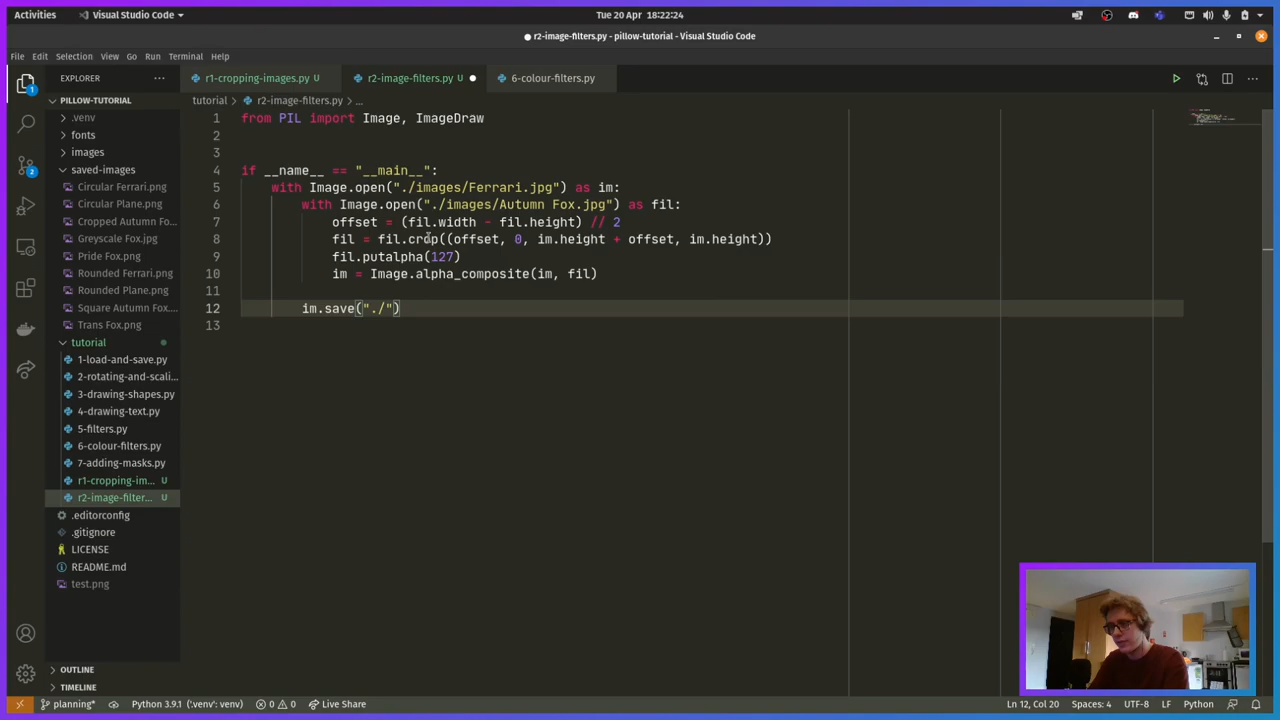 Activities
Visual Studio Code
Tue 20 Apr 18:22:24
r2-image-filters.py - pillow-tutorial - Visual Studio Code
File Edit Selection View Go Run Terminal Help
EXPLORER
r1-cropping-images.py U
r2-image-filters.py U
6-colour-filters.py
PILLOW-TUTORIAL
tutorial > r2-image-filters.py > ...
.venv
fonts
images
saved-images
Circular Ferrari.png
Circular Plane.png
Cropped Autumn Fo...
Greyscale Fox.jpg
Pride Fox.png
Rounded Ferrari.png
Rounded Plane.png
Square Autumn Fox....
Trans Fox.png
tutorial
1-load-and-save.py
2-rotating-and-scali...
3-drawing-shapes.py
4-drawing-text.py
5-filters.py
6-colour-filters.py
7-adding-masks.py
r1-cropping-im... U
r2-image-filter... U
.editorconfig
.gitignore
LICENSE
README.md
test.png
OUTLINE
TIMELINE
1 from PIL import Image, ImageDraw
2
3
4 if __name__ == "__main__":
5 with Image.open("./images/Ferrari.jpg") as im:
6 with Image.open("./images/Autumn Fox.jpg") as fil:
7 offset = (fil.width - fil.height) // 2
8 fil = fil.crop((offset, 0, im.height + offset, im.height))
9 fil.putalpha(127)
10 im = Image.alpha_composite(im, fil)
11
12 im.save("./")
13
1
2
planning* Python 3.9.1 ('.venv': venv) 0 0 Live Share
Ln 12, Col 20 Spaces: 4 UTF-8 LF Python